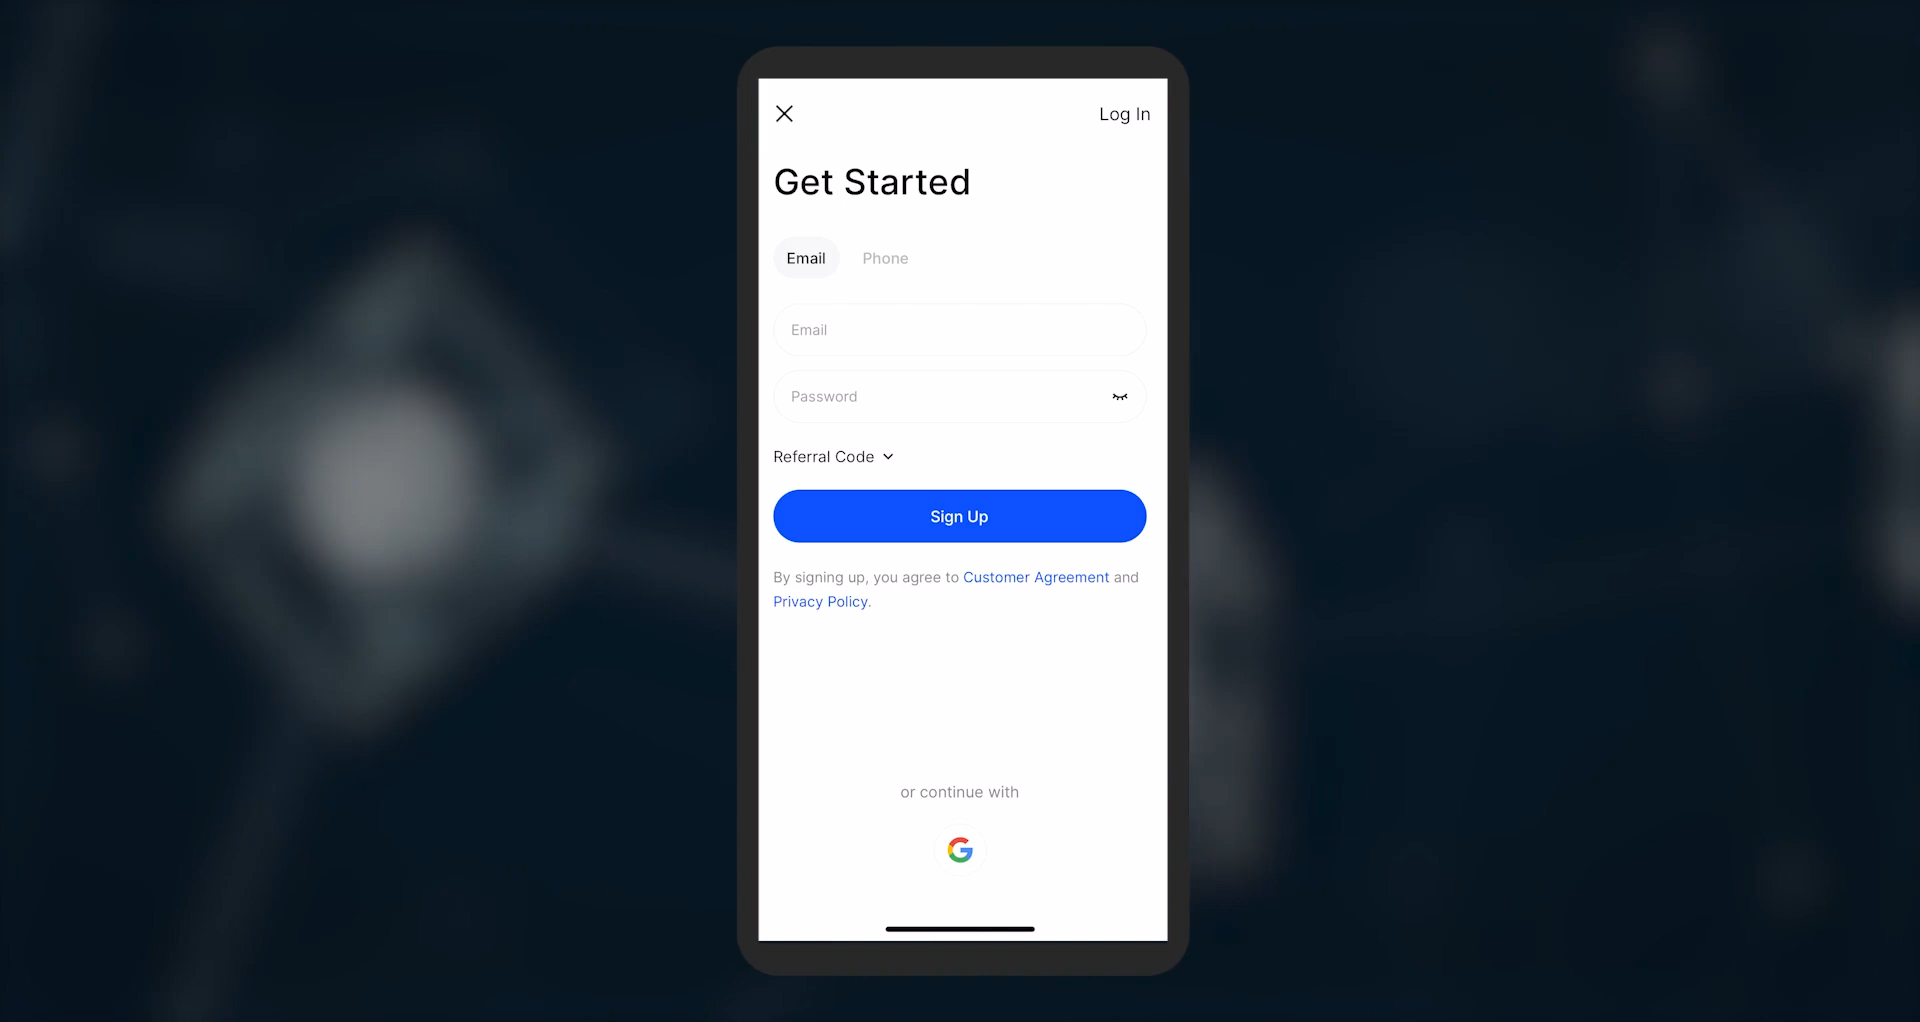 Log In
Get Started
Email Phone
Email
Password
Referral Code
Sign Up
By signing up, you agree to Customer Agreement and
Privacy Policy.
or continue with